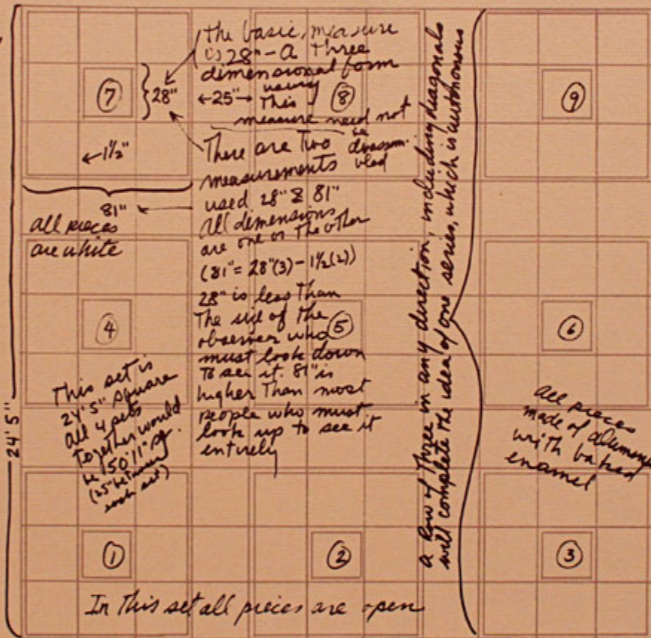 the basic measure
is 28" - A Three
dimensional form
using
This
measure need not
be
dissem-
bled
7
28"
←25"→
8
9
←1½"
There are Two
measurements
used 28" & 81"
All dimensions
are one or the other
(81" = 28"(3) - 1½(2))
28" is less Than
The size of The
observer who
must look down
To see it. 81" is
higher Than most
people who must
look up to see it
entirely
81"
all pieces
are white
4
5
6
24' 5"
This set is
24' 5" square
All 4 sets
together would
be 50' 11" sq.
(25" between
each set)
a Row of Three in any direction, including diagonals
will complete the idea of one series, which is autonomous
all pieces
made of aluminum
with baked
enamel
1
2
3
In This set all pieces are open